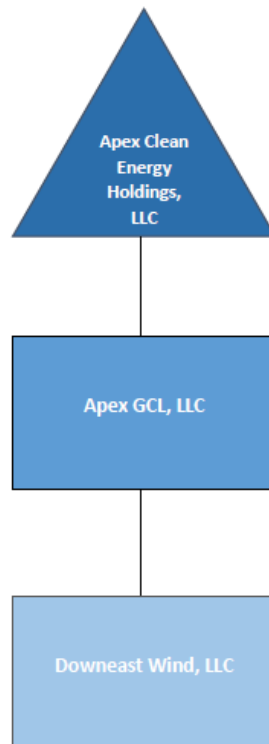 Apex Clean
Energy
Holdings,
LLC
Apex GCL, LLC
Downeast Wind, LLC